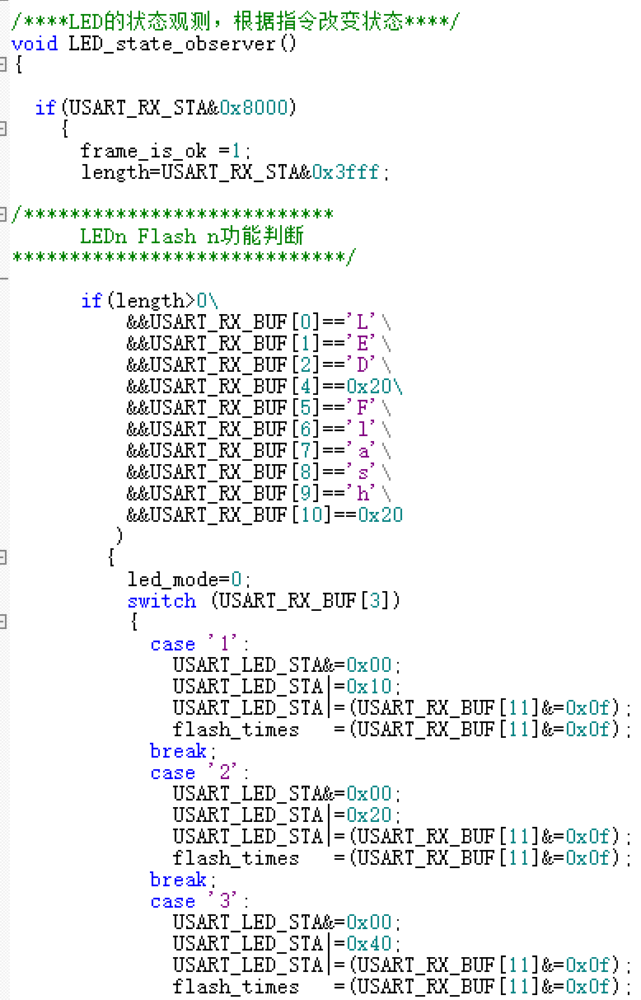 /****LED的状态观测，根据指令改变状态****/
void LED_state_observer()
{
if(USART_RX_STA&0x8000)
{
frame_is_ok =1;
length=USART_RX_STA&0x3fff;
/***************************
LEDn Flash n功能判断
*****************************/
if(length>0\
&&USART_RX_BUF[0]=='L'\
&&USART_RX_BUF[1]=='E'\
&&USART_RX_BUF[2]=='D'\
&&USART_RX_BUF[4]==0x20\
&&USART_RX_BUF[5]=='F'\
&&USART_RX_BUF[6]=='l'\
&&USART_RX_BUF[7]=='a'\
&&USART_RX_BUF[8]=='s'\
&&USART_RX_BUF[9]=='h'\
&&USART_RX_BUF[10]==0x20
)
{
led_mode=0;
switch (USART_RX_BUF[3])
{
case '1':
USART_LED_STA&=0x00;
USART_LED_STA|=0x10;
USART_LED_STA|=(USART_RX_BUF[11]&=0x0f);
flash_times   =(USART_RX_BUF[11]&=0x0f);
break;
case '2':
USART_LED_STA&=0x00;
USART_LED_STA|=0x20;
USART_LED_STA|=(USART_RX_BUF[11]&=0x0f);
flash_times   =(USART_RX_BUF[11]&=0x0f);
break;
case '3':
USART_LED_STA&=0x00;
USART_LED_STA|=0x40;
USART_LED_STA|=(USART_RX_BUF[11]&=0x0f);
flash_times   =(USART_RX_BUF[11]&=0x0f);